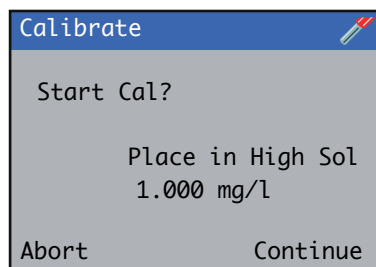 Calibrate
Start Cal?
Place in High Sol
1.000 mg/l
Abort Continue